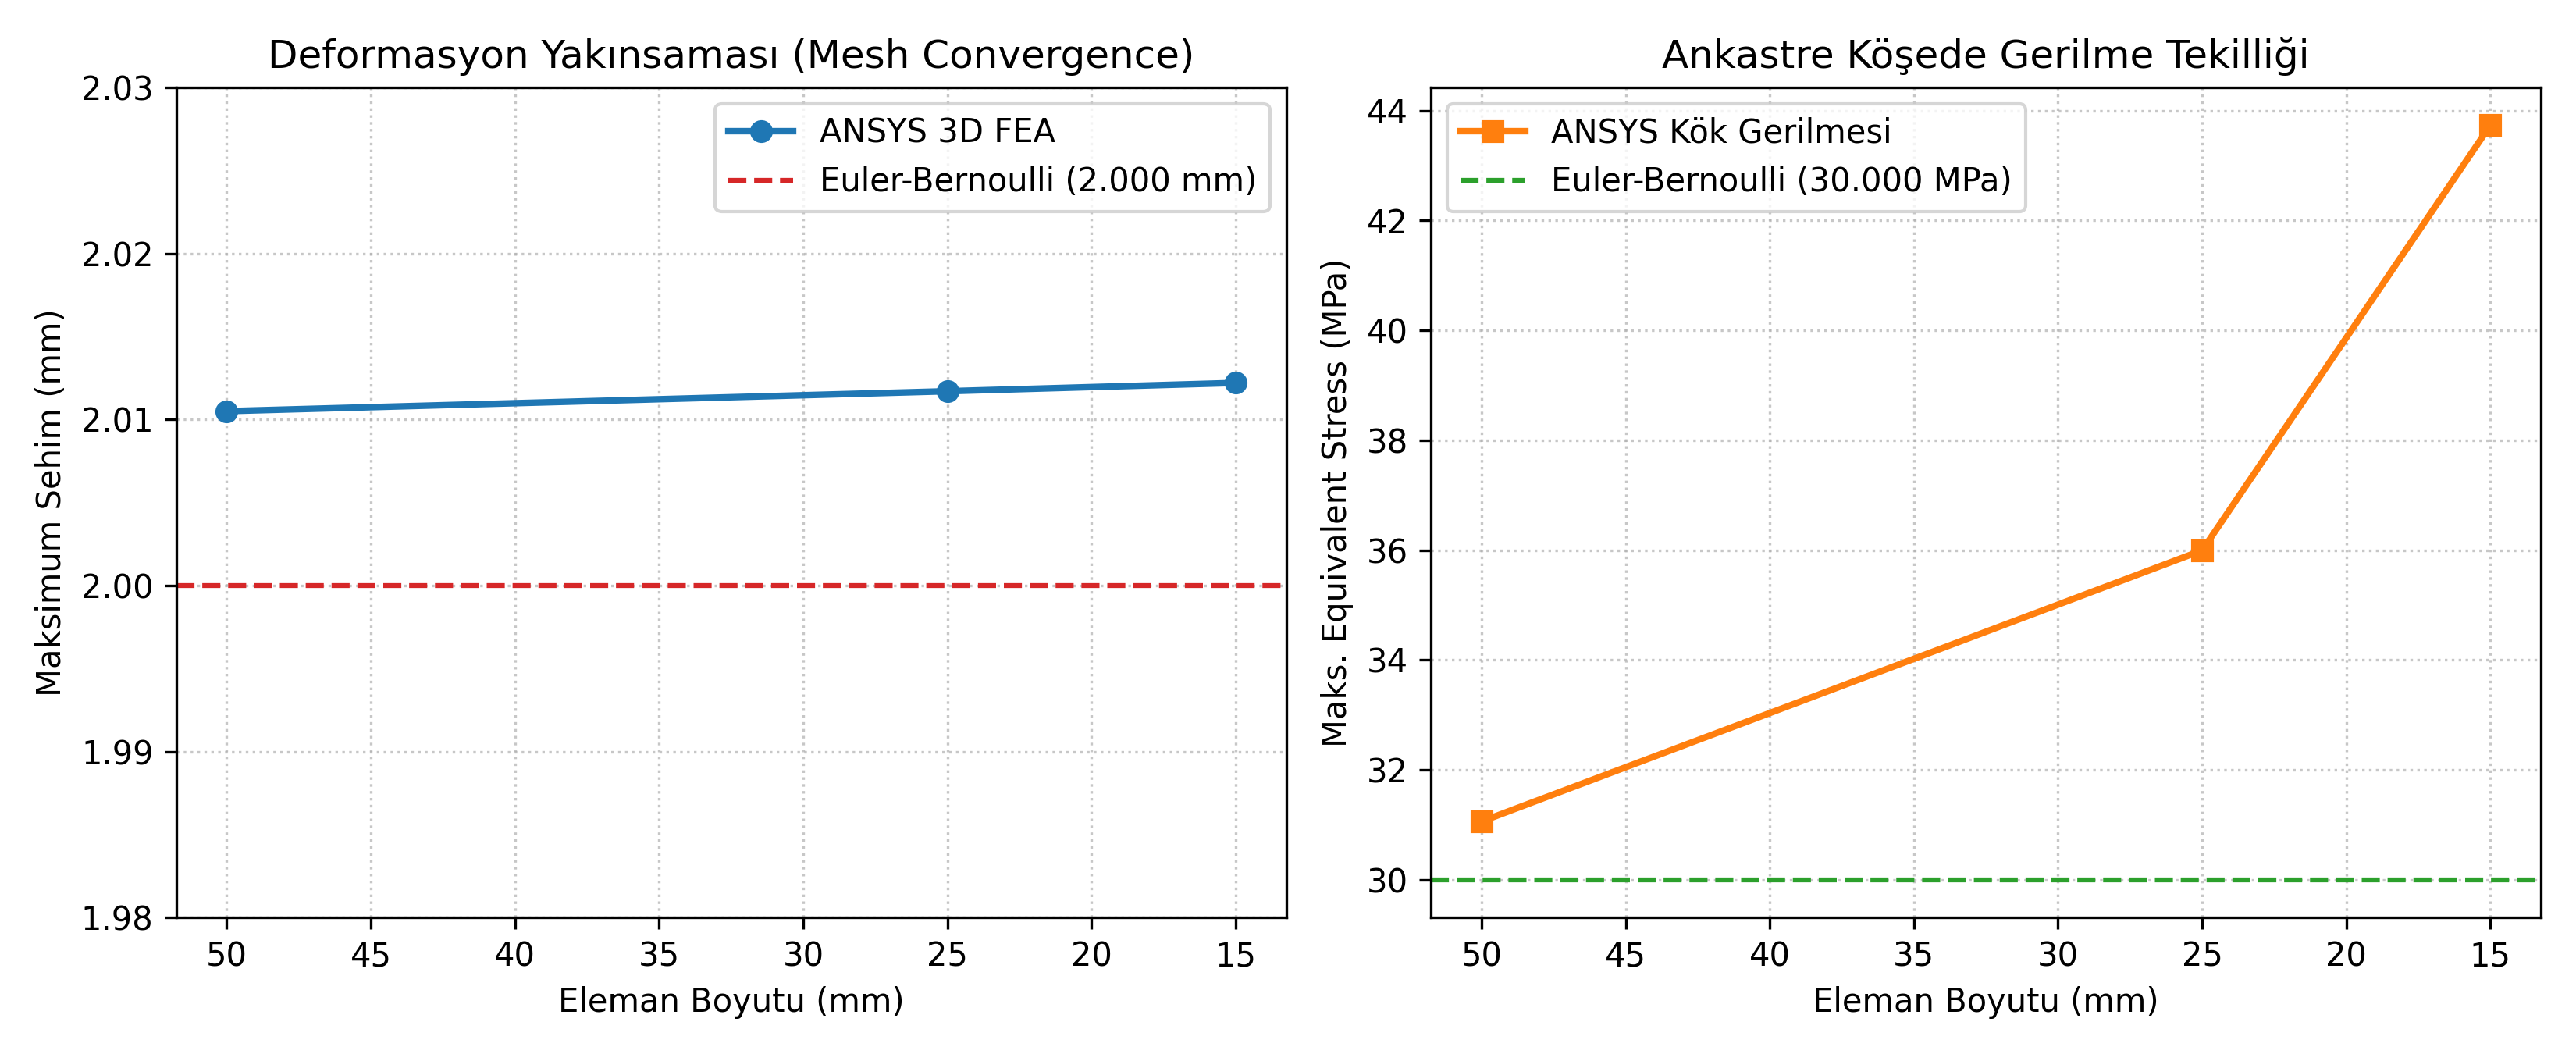 Deformasyon Yakınsaması (Mesh Convergence)
2.03
2.02
2.01
2.00
1.99
1.98
Maksimum Sehim (mm)
ANSYS 3D FEA
Euler-Bernoulli (2.000 mm)
50 45 40 35 30 25 20 15
Eleman Boyutu (mm)
Ankastre Köşede Gerilme Tekilliği
44
42
40
38
36
34
32
30
Maks. Equivalent Stress (MPa)
ANSYS Kök Gerilmesi
Euler-Bernoulli (30.000 MPa)
50 45 40 35 30 25 20 15
Eleman Boyutu (mm)